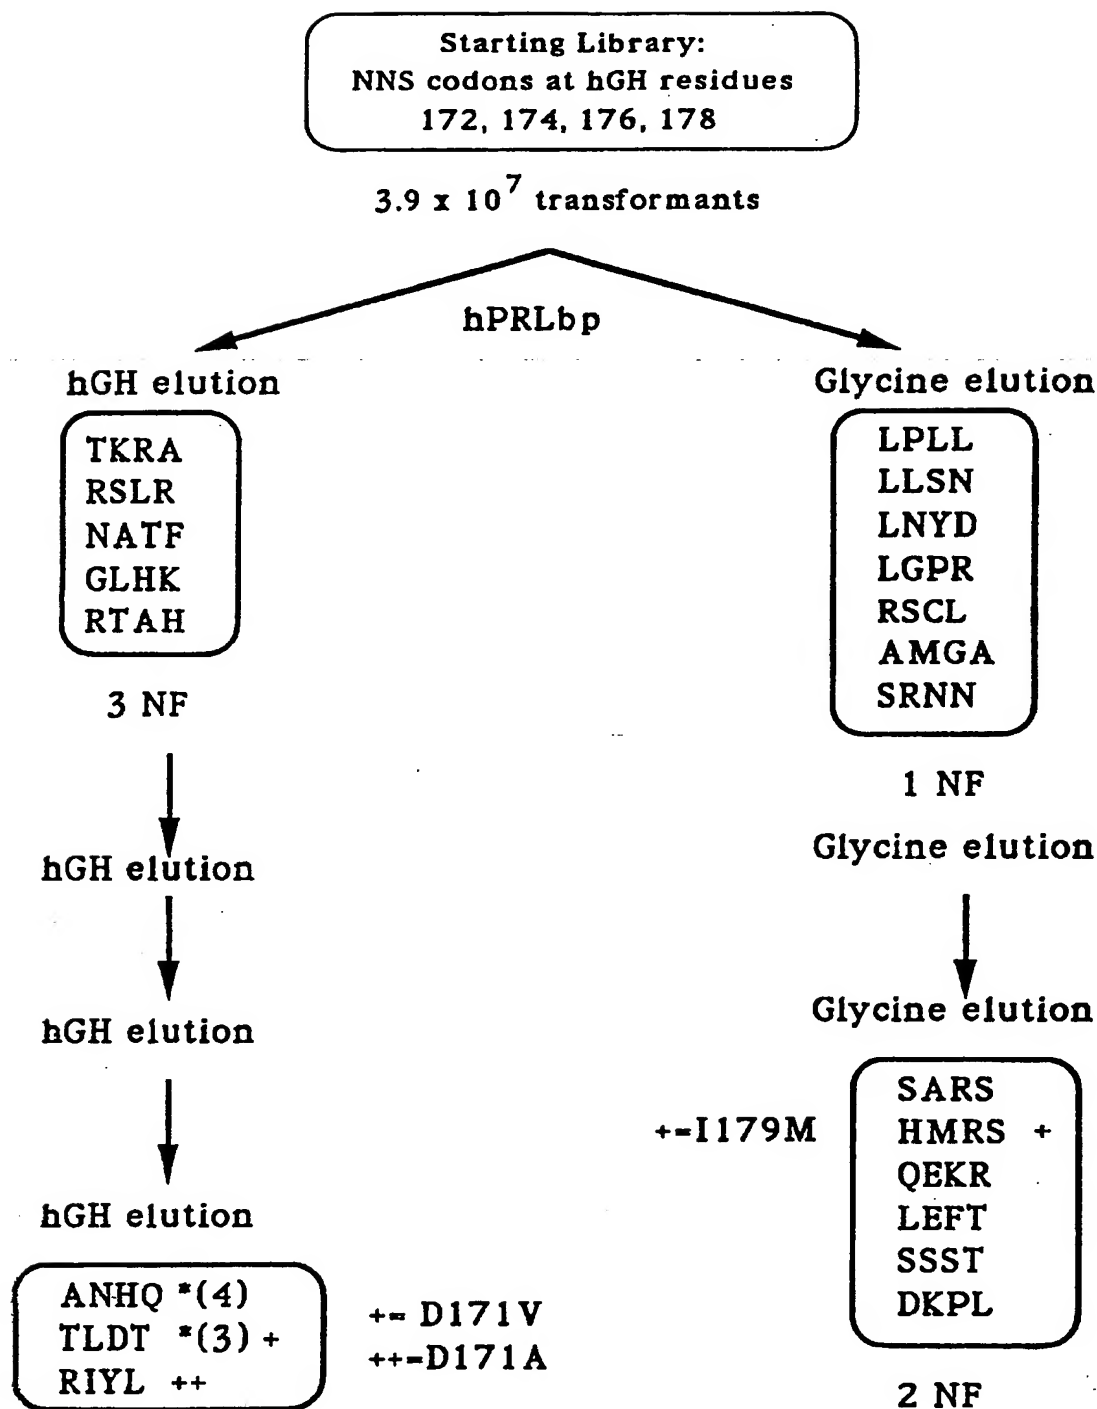 Starting Library:
NNS codons at hGH residues
172, 174, 176, 178
3.9 x 10^7 transformants
hPRLbp
hGH elution
TKRA
RSLR
NATF
GLHK
RTAH
3 NF
hGH elution
hGH elution
hGH elution
ANHQ *(4)
TLDT *(3) +
RIYL ++
+= D171V
++=D171A
Glycine elution
LPLL
LLSN
LNYD
LGPR
RSCL
AMGA
SRNN
1 NF
Glycine elution
Glycine elution
+=I179M
SARS
HMRS +
QEKR
LEFT
SSST
DKPL
2 NF